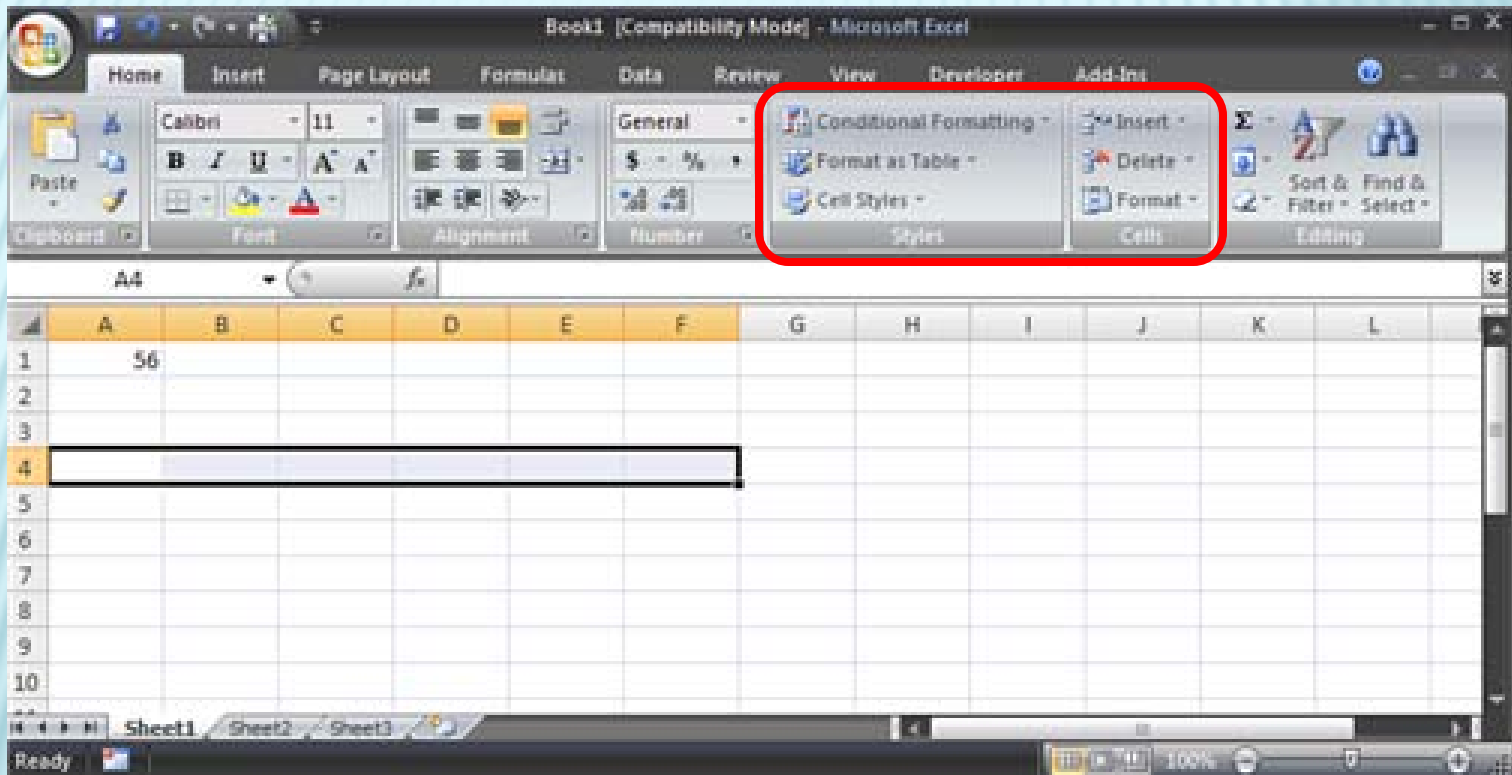 Book1 [Compatibility Mode] - Microsoft Excel
Home Insert Page Layout Formulas Data Review View Developer Add-Ins
Calibri 11 General Conditional Formatting Insert Σ
B I U A A $ % , Format as Table Delete
Paste A Cell Styles Format Sort & Filter Find & Select
Clipboard Font Alignment Number Styles Cells Editing
A4 fx
A B C D E F G H I J K L
1 56
2
3
4
5
6
7
8
9
10
Sheet1 Sheet2 Sheet3
Ready 100%